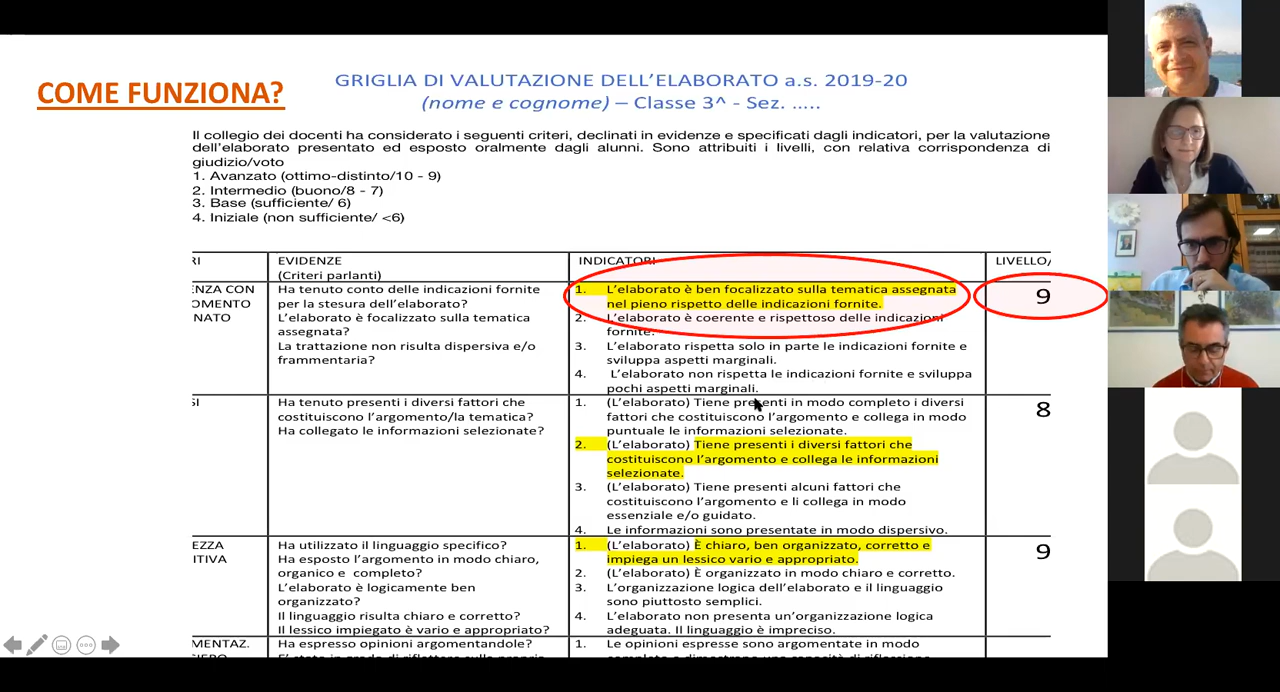 COME FUNZIONA?
GRIGLIA DI VALUTAZIONE DELL’ELABORATO a.s. 2019-20
(nome e cognome) – Classe 3^ - Sez. …..
Il collegio dei docenti ha considerato i seguenti criteri, declinati in evidenze e specificati dagli indicatori, per la valutazione
dell’elaborato presentato ed esposto oralmente dagli alunni. Sono attribuiti i livelli, con relativa corrispondenza di
giudizio/voto
1. Avanzato (ottimo-distinto/10 - 9)
2. Intermedio (buono/8 - 7)
3. Base (sufficiente/ 6)
4. Iniziale (non sufficiente/ <6)
RI
EVIDENZE
(Criteri parlanti)
INDICATORI
LIVELLO/
ENZA CON
OMENTO
NATO
Ha tenuto conto delle indicazioni fornite
per la stesura dell’elaborato?
L’elaborato è focalizzato sulla tematica
assegnata?
La trattazione non risulta dispersiva e/o
frammentaria?
1. L’elaborato è ben focalizzato sulla tematica assegnata
nel pieno rispetto delle indicazioni fornite.
2. L’elaborato è coerente e rispettoso delle indicazioni
fornite.
3. L’elaborato rispetta solo in parte le indicazioni fornite e
sviluppa aspetti marginali.
4. L’elaborato non rispetta le indicazioni fornite e sviluppa
pochi aspetti marginali.
9
SI
Ha tenuto presenti i diversi fattori che
costituiscono l’argomento/la tematica?
Ha collegato le informazioni selezionate?
1. (L’elaborato) Tiene presenti in modo completo i diversi
fattori che costituiscono l’argomento e collega in modo
puntuale le informazioni selezionate.
2. (L’elaborato) Tiene presenti i diversi fattori che
costituiscono l’argomento e collega le informazioni
selezionate.
3. (L’elaborato) Tiene presenti alcuni fattori che
costituiscono l’argomento e li collega in modo
essenziale e/o guidato.
4. Le informazioni sono presentate in modo dispersivo.
8
EZZA
ITIVA
Ha utilizzato il linguaggio specifico?
Ha esposto l’argomento in modo chiaro,
organico e completo?
L’elaborato è logicamente ben
organizzato?
Il linguaggio risulta chiaro e corretto?
Il lessico impiegato è vario e appropriato?
1. (L’elaborato) È chiaro, ben organizzato, corretto e
impiega un lessico vario e appropriato.
2. (L’elaborato) È organizzato in modo chiaro e corretto.
3. L’organizzazione logica dell’elaborato e il linguaggio
sono piuttosto semplici.
4. L’elaborato non presenta un’organizzazione logica
adeguata. Il linguaggio è impreciso.
9
MENTAZ.
Ha espresso opinioni argomentandole?
1. Le opinioni espresse sono argomentate in modo